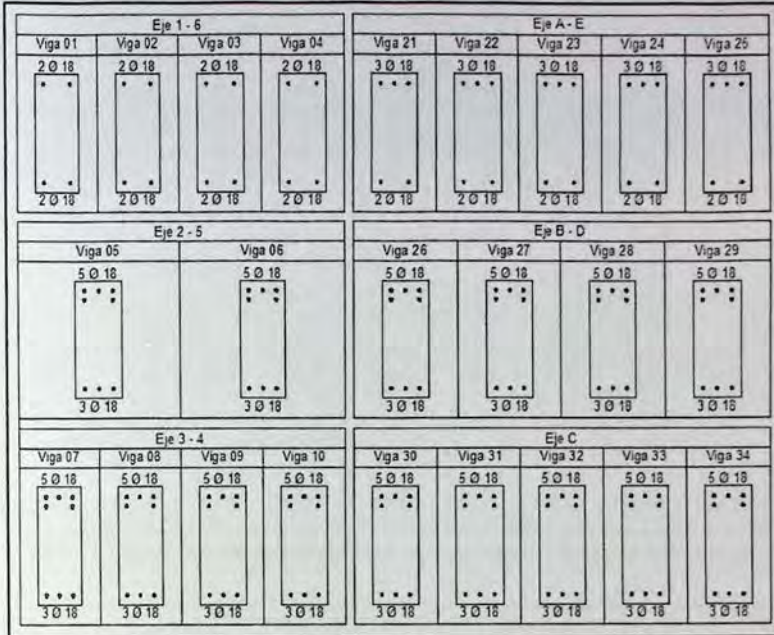 Eje 1 - 6
Viga 01 Viga 02 Viga 03 Viga 04
2 Ø 18 2 Ø 18 2 Ø 18 2 Ø 18
2 Ø 18 2 Ø 18 2 Ø 18 2 Ø 18
Eje A - E
Viga 21 Viga 22 Viga 23 Viga 24 Viga 25
3 Ø 18 3 Ø 18 3 Ø 18 3 Ø 18 3 Ø 18
2 Ø 18 2 Ø 18 2 Ø 18 2 Ø 18 2 Ø 18
Eje 2 - 5
Viga 05 Viga 06
5 Ø 18 5 Ø 18
3 Ø 18 3 Ø 18
Eje B - D
Viga 26 Viga 27 Viga 28 Viga 29
5 Ø 18 5 Ø 18 5 Ø 18 5 Ø 18
3 Ø 18 3 Ø 18 3 Ø 18 3 Ø 18
Eje 3 - 4
Viga 07 Viga 08 Viga 09 Viga 10
5 Ø 18 5 Ø 18 5 Ø 18 5 Ø 18
3 Ø 18 3 Ø 18 3 Ø 18 3 Ø 18
Eje C
Viga 30 Viga 31 Viga 32 Viga 33 Viga 34
5 Ø 18 5 Ø 18 5 Ø 18 5 Ø 18 5 Ø 18
3 Ø 18 3 Ø 18 3 Ø 18 3 Ø 18 3 Ø 18